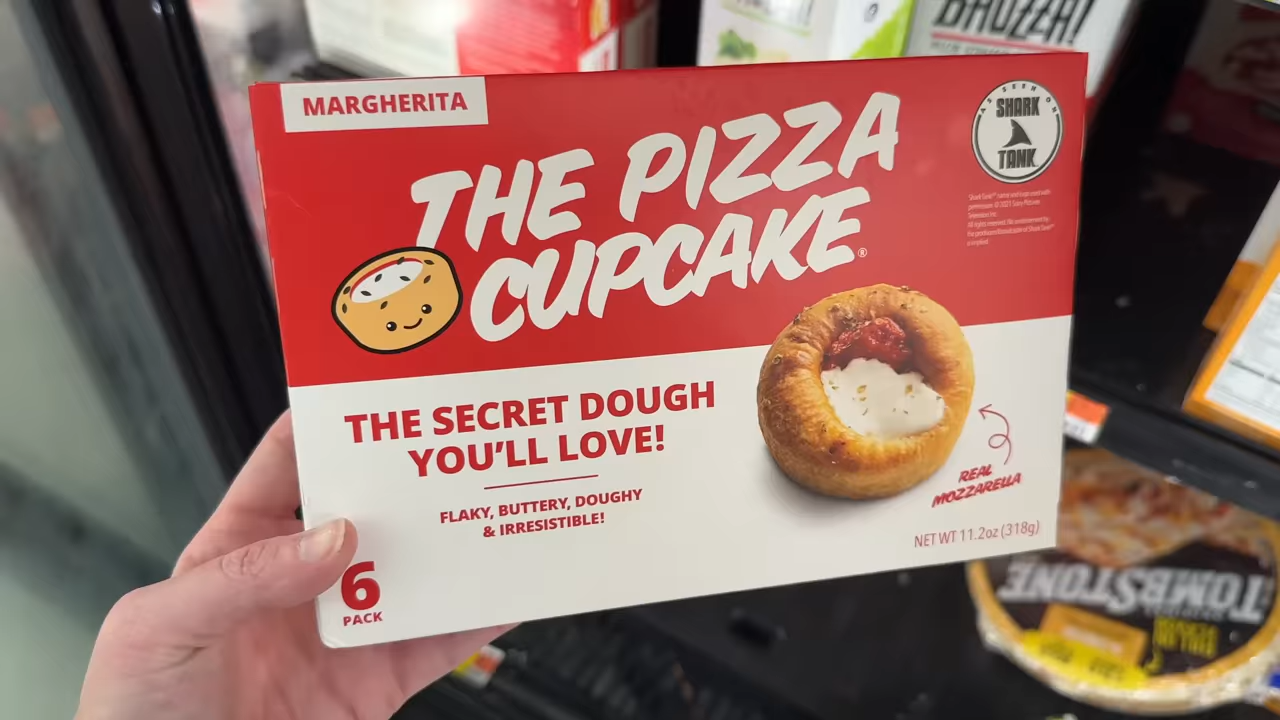 MARGHERITA
THE PIZZA
CUPCAKE®
AS SEEN ON
SHARK
TANK
THE SECRET DOUGH
YOU'LL LOVE!
FLAKY, BUTTERY, DOUGHY
& IRRESISTIBLE!
REAL
MOZZARELLA
NET WT 11.2oz (318g)
6
PACK
TOMBSTONE